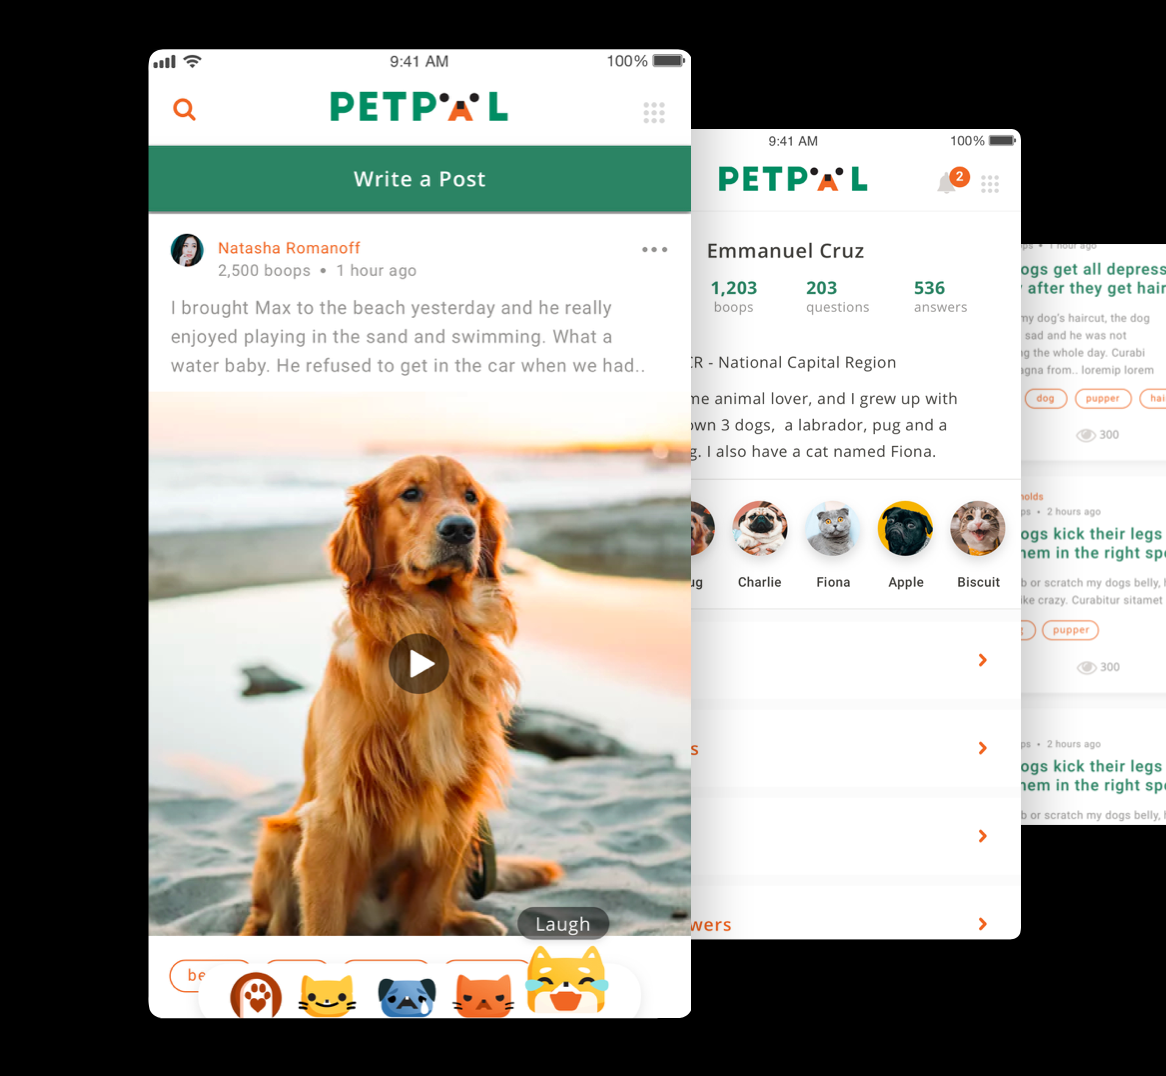 9:41 AM
100%
PETPAL
Write a Post
Natasha Romanoff
2,500 boops • 1 hour ago
I brought Max to the beach yesterday and he really
enjoyed playing in the sand and swimming. What a
water baby. He refused to get in the car when we had..
Laugh
be
9:41 AM
100%
PETPAL
2
Emmanuel Cruz
1,203
203
536
boops
questions
answers
R - National Capital Region
me animal lover, and I grew up with
own 3 dogs, a labrador, pug and a
g. I also have a cat named Fiona.
ug
Charlie
Fiona
Apple
Biscuit
s
wers
ps • 1 hour ago
ogs get all depress
after they get hair
my dog's haircut, the dog
sad and he was not
ng the whole day. Curabi
agna from.. loremip lorem
dog
pupper
hai
300
nolds
ps • 2 hours ago
ogs kick their legs
hem in the right spo
b or scratch my dogs belly, h
ike crazy. Curabitur sitamet
g
pupper
300
ps • 2 hours ago
ogs kick their legs
hem in the right spo
b or scratch my dogs belly, h